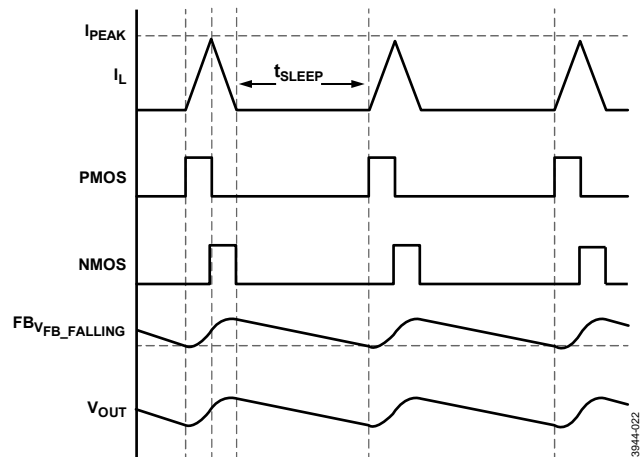 IPEAK
IL
tSLEEP
PMOS
NMOS
FBVFB_FALLING
VOUT
3944-022